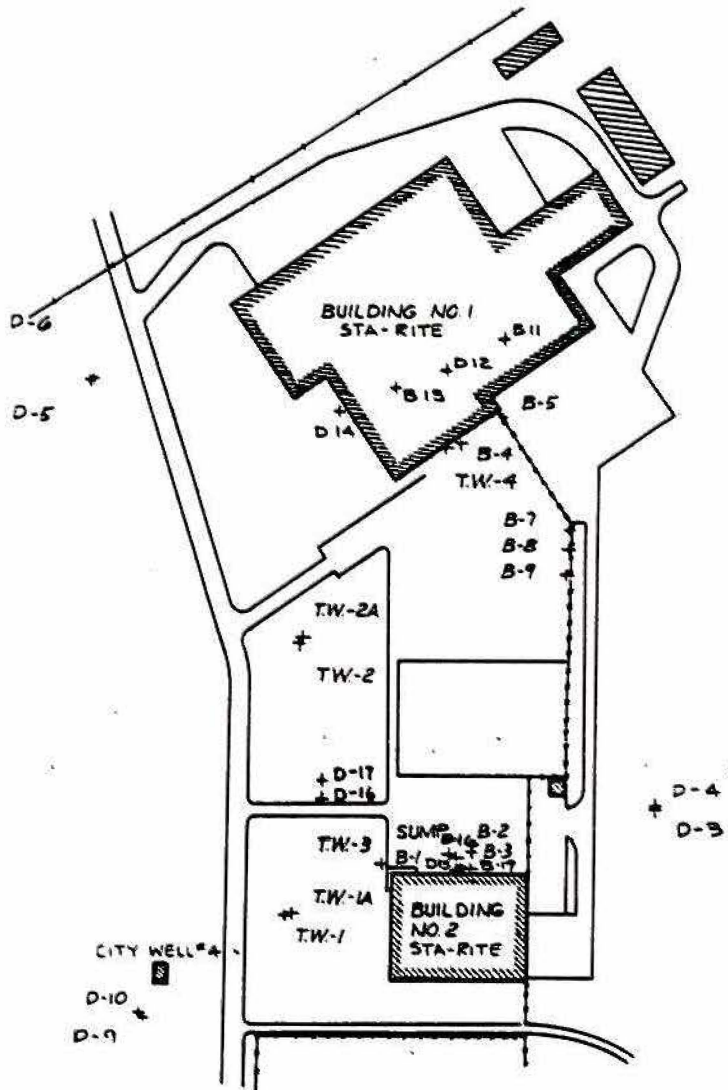 BUILDING NO. 1
STA-RITE
B11
D12
B13
D14
D-6
D-5
B-5
B-4
T.W.-4
B-7
B-8
B-9
T.W.-2A
T.W.-2
D-17
D-16
D-4
D-3
SUMP
B-16
B-2
T.W.-3
B-1
B-3
B-17
T.W.-1A
T.W.-1
BUILDING
NO. 2
STA-RITE
CITY WELL #4
D-10
D-9